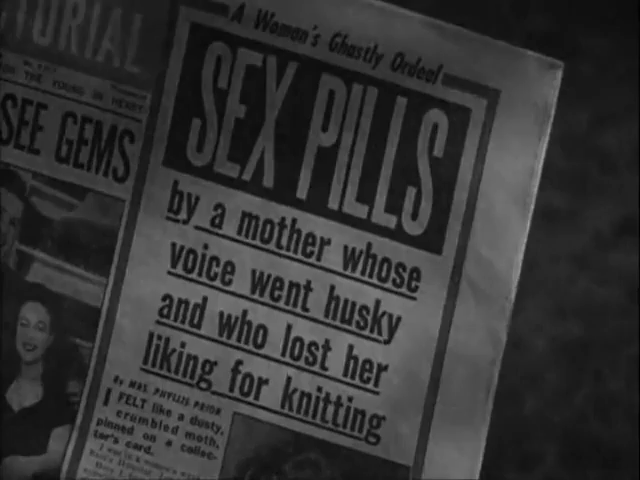 TORIAL
THE YOUNG IN HEART
SEE GEMS
A Woman's Ghastly Ordeal
SEX PILLS
by a mother whose
voice went husky
and who lost her
liking for knitting
By MRS. PHYLLIS PRIOR
I FELT like a dusty,
crumbled moth,
pinned on a collec-
tor's card.